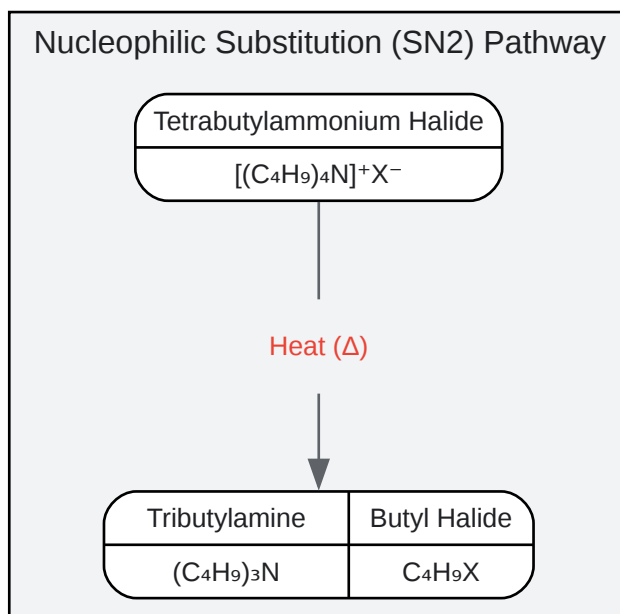 Nucleophilic Substitution (SN2) Pathway
Tetrabutylammonium Halide
[(C₄H₉)₄N]⁺X⁻
Heat (Δ)
Tributylamine Butyl Halide
(C₄H₉)₃N C₄H₉X